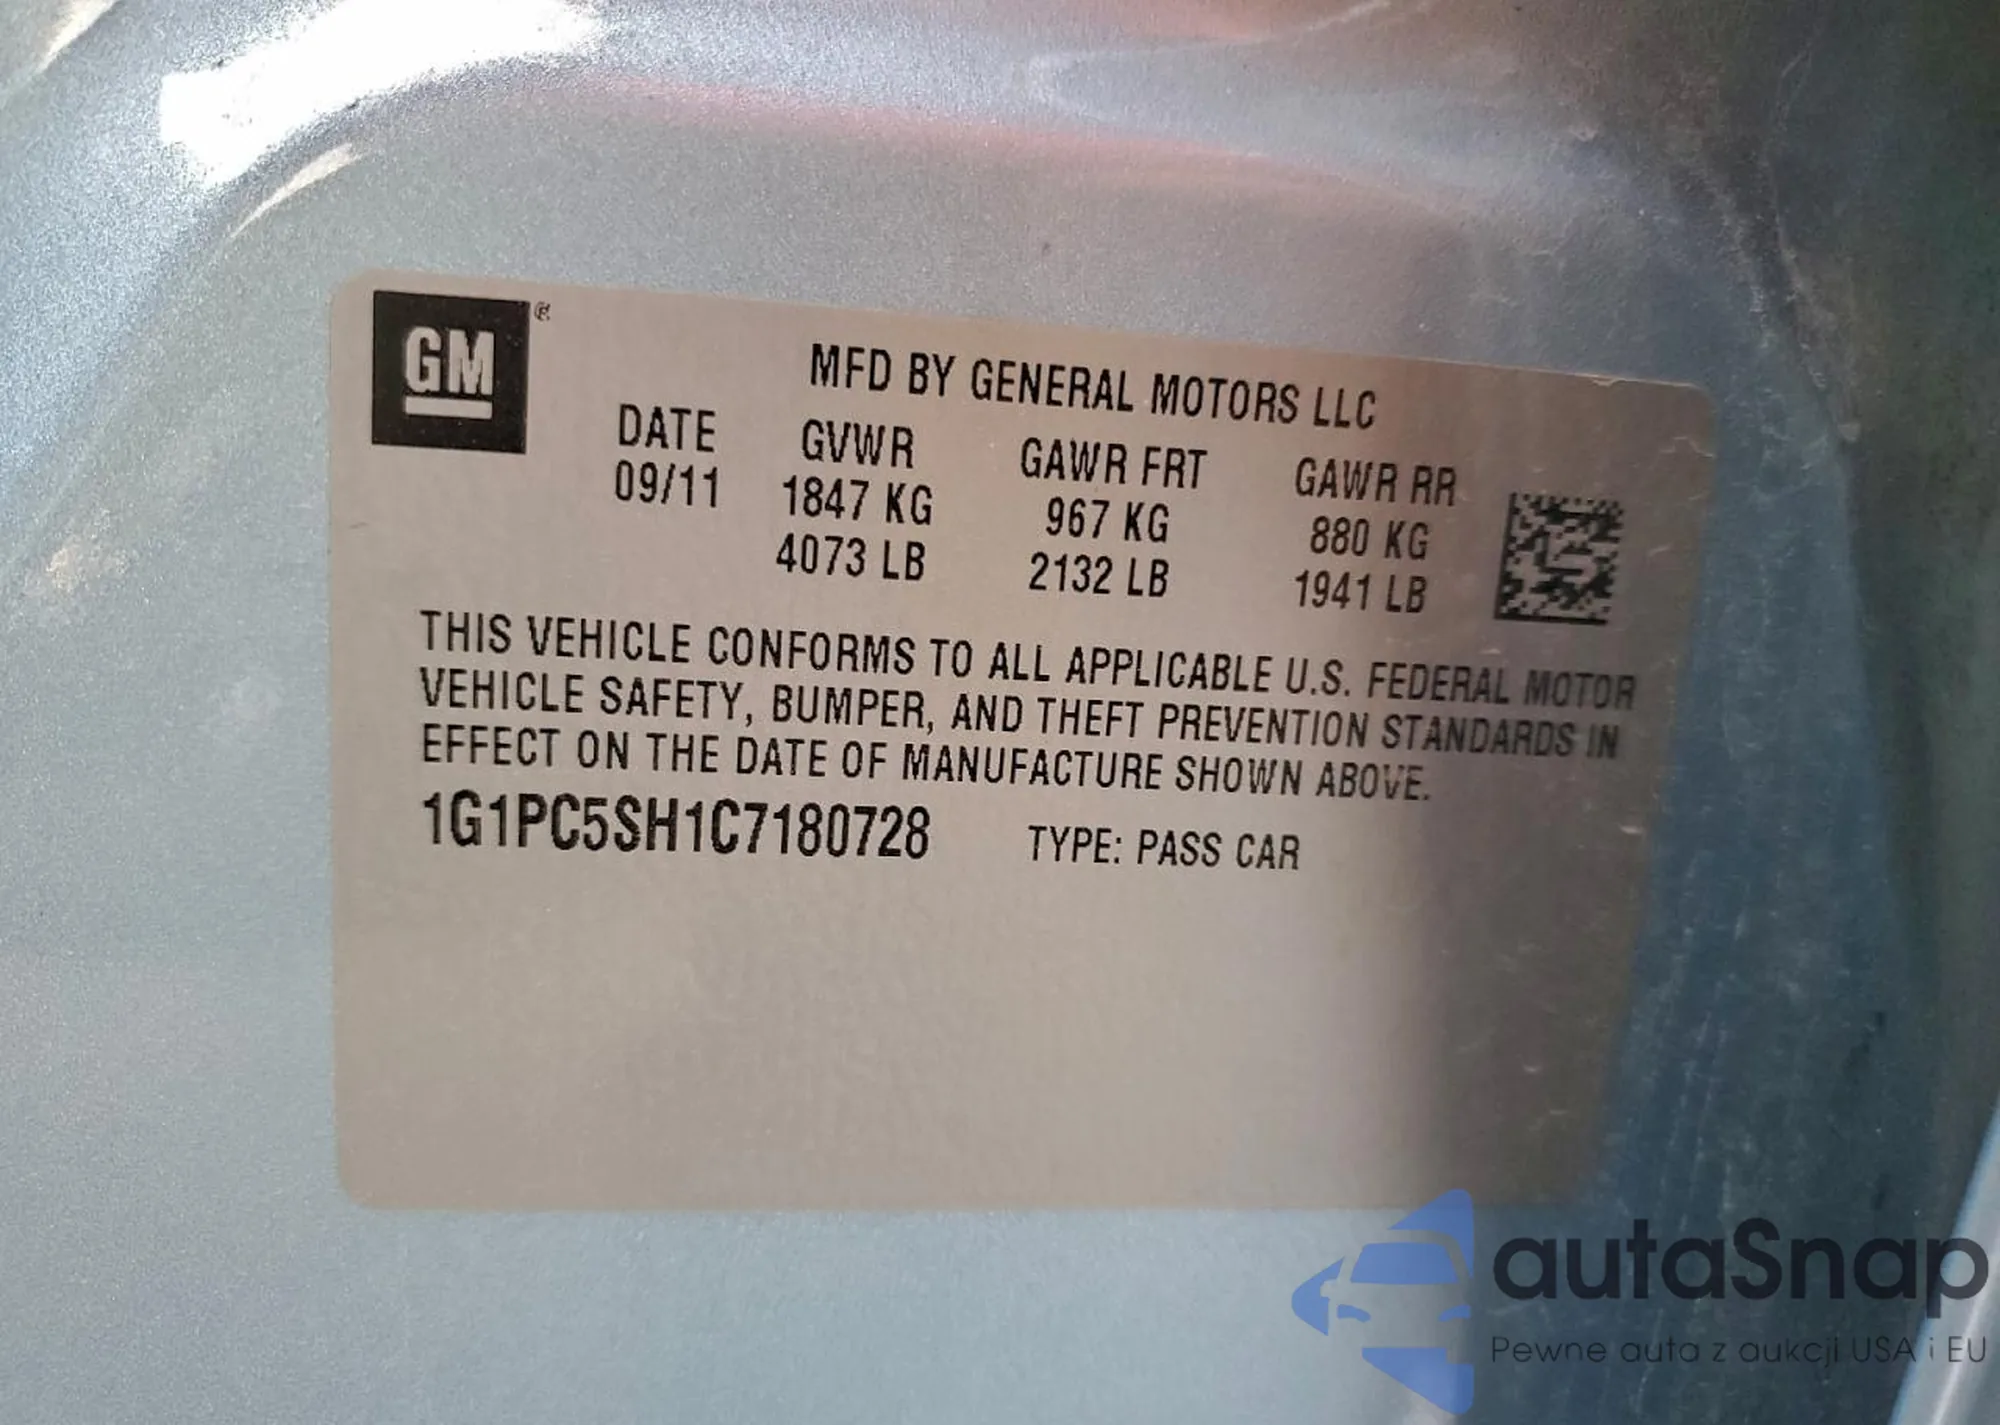 GM
®
MFD BY GENERAL MOTORS LLC
DATE GVWR GAWR FRT GAWR RR
09/11 1847 KG 967 KG 880 KG
4073 LB 2132 LB 1941 LB
THIS VEHICLE CONFORMS TO ALL APPLICABLE U.S. FEDERAL MOTOR
VEHICLE SAFETY, BUMPER, AND THEFT PREVENTION STANDARDS IN
EFFECT ON THE DATE OF MANUFACTURE SHOWN ABOVE.
1G1PC5SH1C7180728 TYPE: PASS CAR
autaSnap
Pewne auta z aukcji USA i EU